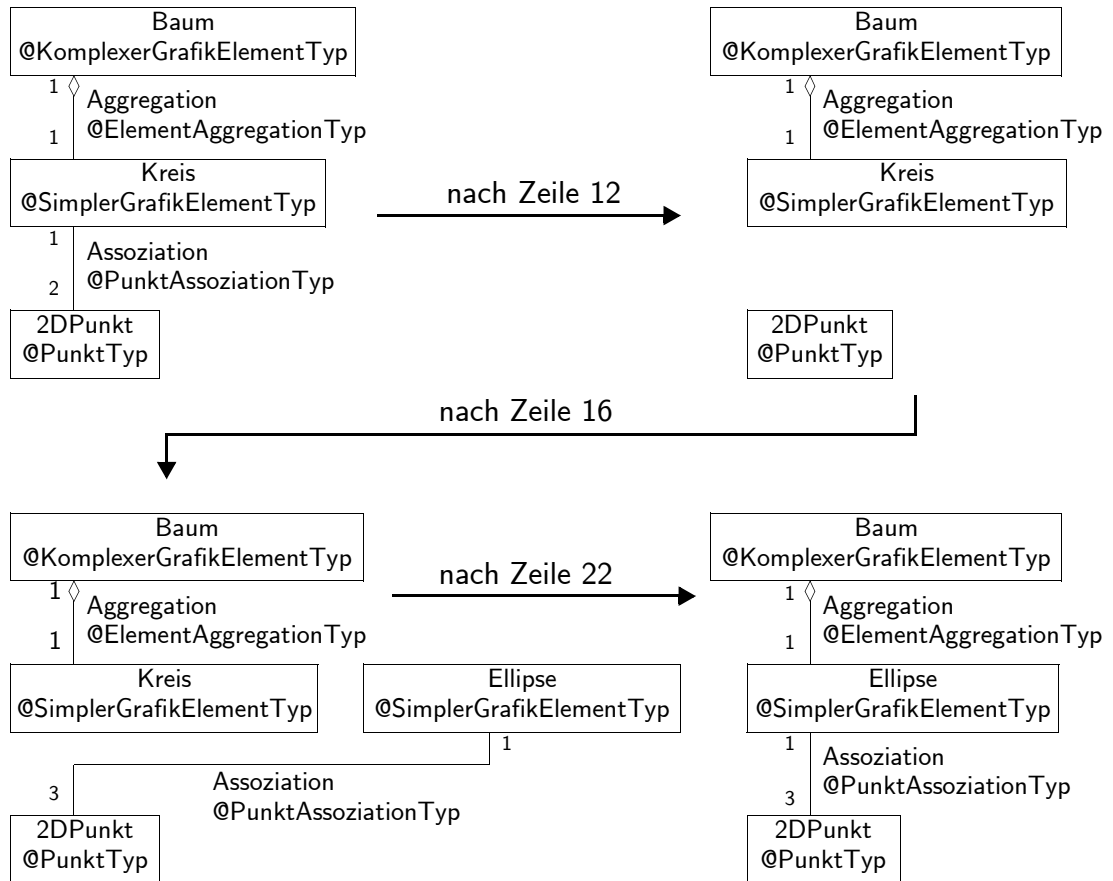 Baum
@KomplexerGrafikElementTyp
1
Aggregation
@ElementAggregationTyp
1
Kreis
@SimplerGrafikElementTyp
1
Assoziation
@PunktAssoziationTyp
2
2DPunkt
@PunktTyp
nach Zeile 12
Baum
@KomplexerGrafikElementTyp
1
Aggregation
@ElementAggregationTyp
1
Kreis
@SimplerGrafikElementTyp
2DPunkt
@PunktTyp
nach Zeile 16
Baum
@KomplexerGrafikElementTyp
1
Aggregation
@ElementAggregationTyp
1
Kreis
@SimplerGrafikElementTyp
Ellipse
@SimplerGrafikElementTyp
1
Assoziation
@PunktAssoziationTyp
3
2DPunkt
@PunktTyp
nach Zeile 22
Baum
@KomplexerGrafikElementTyp
1
Aggregation
@ElementAggregationTyp
1
Ellipse
@SimplerGrafikElementTyp
1
Assoziation
@PunktAssoziationTyp
3
2DPunkt
@PunktTyp